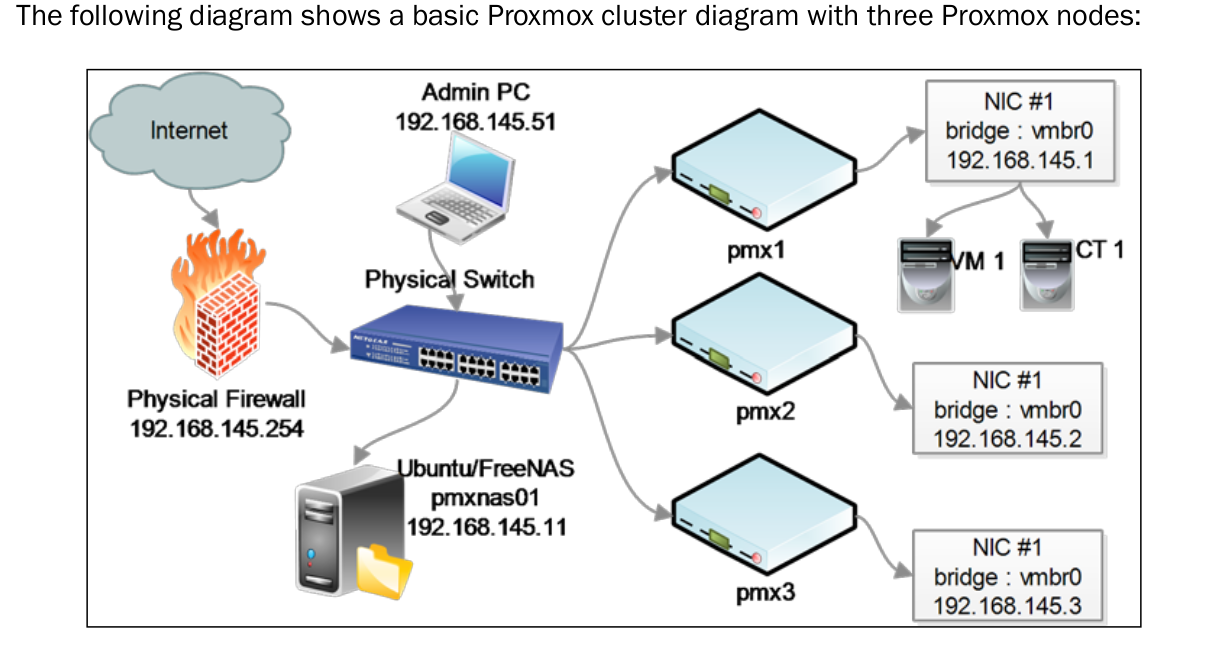 The following diagram shows a basic Proxmox cluster diagram with three Proxmox nodes:
Internet
Admin PC
192.168.145.51
Physical Switch
NETGEAR
Physical Firewall
192.168.145.254
Ubuntu/FreeNAS
pmxnas01
192.168.145.11
pmx1
NIC #1
bridge : vmbr0
192.168.145.1
VM 1
CT 1
pmx2
NIC #1
bridge : vmbr0
192.168.145.2
pmx3
NIC #1
bridge : vmbr0
192.168.145.3